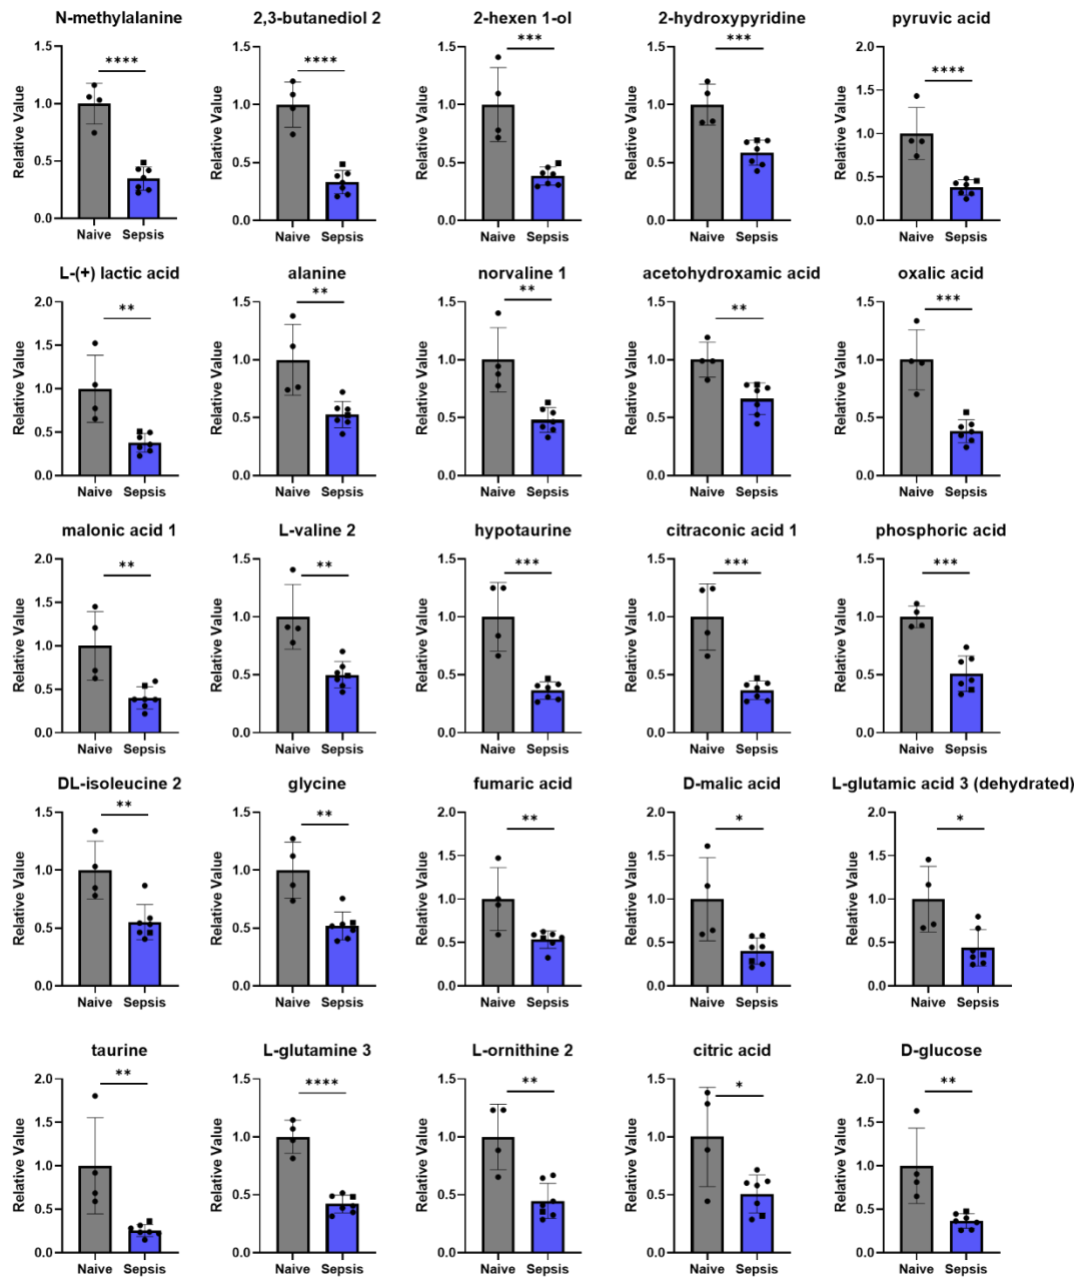 N-methylalanine 2,3-butanediol 2 2-hexen 1-ol 2-hydroxypyridine pyruvic acid
**** **** *** *** ****
Relative Value Relative Value Relative Value Relative Value Relative Value
1.5 1.5 1.5 1.5 2.0
1.0 1.0 1.0 1.0 1.5
0.5 0.5 0.5 0.5 1.0
0.0 0.0 0.0 0.0 0.5
0.0
Naive Sepsis Naive Sepsis Naive Sepsis Naive Sepsis Naive Sepsis
L-(+) lactic acid alanine norvaline 1 acetohydroxamic acid oxalic acid
** ** ** ** ***
Relative Value Relative Value Relative Value Relative Value Relative Value
2.0 1.5 1.5 1.5 1.5
1.5 1.0 1.0 1.0 1.0
1.0 0.5 0.5 0.5 0.5
0.5 0.0 0.0 0.0 0.0
0.0
Naive Sepsis Naive Sepsis Naive Sepsis Naive Sepsis Naive Sepsis
malonic acid 1 L-valine 2 hypotaurine citraconic acid 1 phosphoric acid
** ** *** *** ***
Relative Value Relative Value Relative Value Relative Value Relative Value
2.0 1.5 1.5 1.5 1.5
1.5 1.0 1.0 1.0 1.0
1.0 0.5 0.5 0.5 0.5
0.5 0.0 0.0 0.0 0.0
0.0
Naive Sepsis Naive Sepsis Naive Sepsis Naive Sepsis Naive Sepsis
DL-isoleucine 2 glycine fumaric acid D-malic acid L-glutamic acid 3 (dehydrated)
** ** ** * *
Relative Value Relative Value Relative Value Relative Value Relative Value
1.5 1.5 2.0 2.0 2.0
1.0 1.0 1.5 1.5 1.5
0.5 0.5 1.0 1.0 1.0
0.0 0.0 0.5 0.5 0.5
0.0 0.0 0.0
Naive Sepsis Naive Sepsis Naive Sepsis Naive Sepsis Naive Sepsis
taurine L-glutamine 3 L-ornithine 2 citric acid D-glucose
** **** ** * **
Relative Value Relative Value Relative Value Relative Value Relative Value
2.0 1.5 1.5 1.5 2.0
1.5 1.0 1.0 1.0 1.5
1.0 0.5 0.5 0.5 1.0
0.5 0.0 0.0 0.0 0.5
0.0 0.0
Naive Sepsis Naive Sepsis Naive Sepsis Naive Sepsis Naive Sepsis